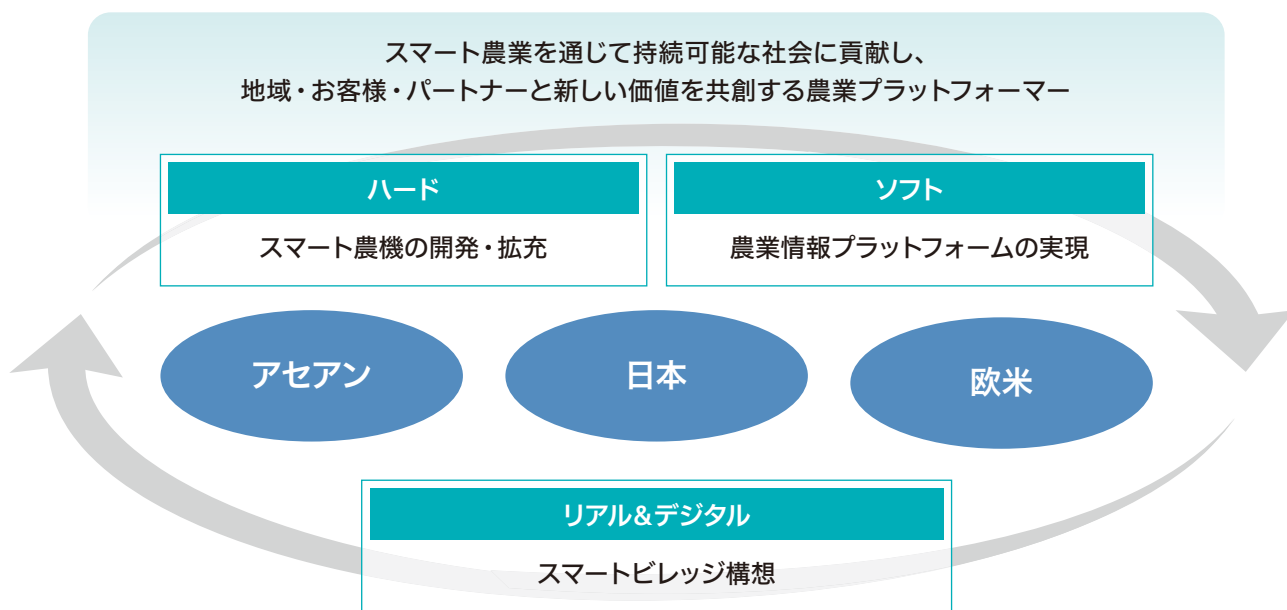 スマート農業を通じて持続可能な社会に貢献し、
地域・お客様・パートナーと新しい価値を共創する農業プラットフォーマー
ハード
スマート農機の開発・拡充
ソフト
農業情報プラットフォームの実現
アセアン
日本
欧米
リアル&デジタル
スマートビレッジ構想